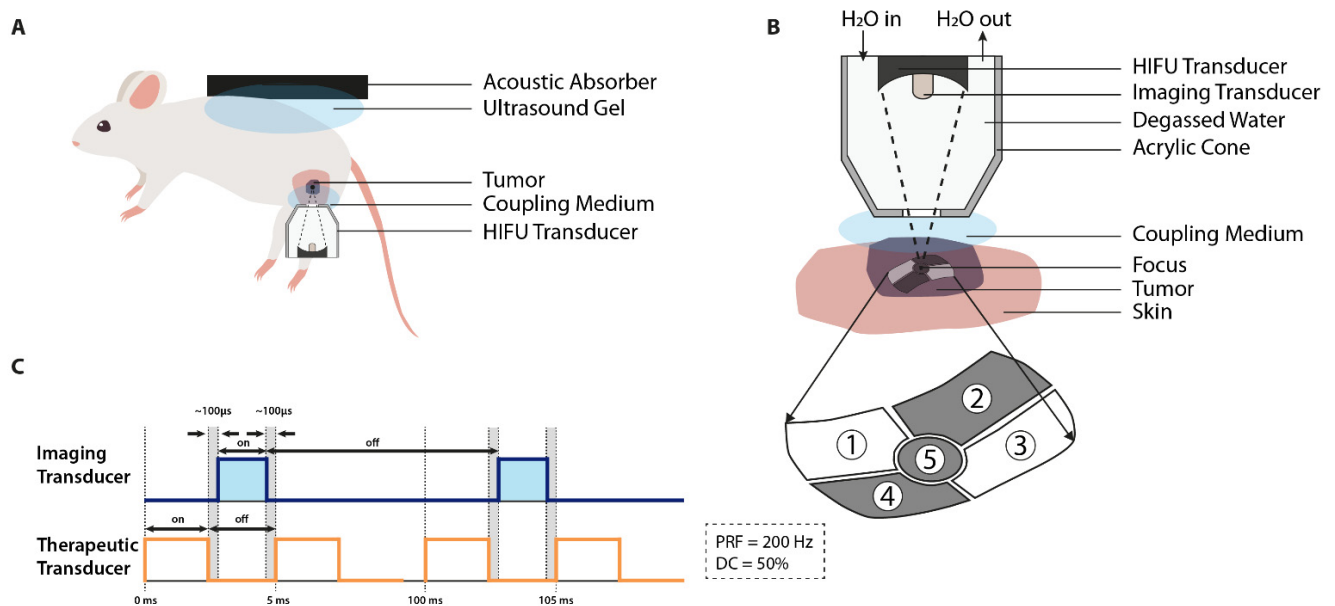 A
Acoustic Absorber
Ultrasound Gel
Tumor
Coupling Medium
HIFU Transducer
B
H₂O in
H₂O out
HIFU Transducer
Imaging Transducer
Degassed Water
Acrylic Cone
Coupling Medium
Focus
Tumor
Skin
1
2
3
4
5
C
~100μs
~100μs
on
off
Imaging
Transducer
on
off
Therapeutic
Transducer
0 ms
5 ms
100 ms
105 ms
PRF = 200 Hz
DC = 50%